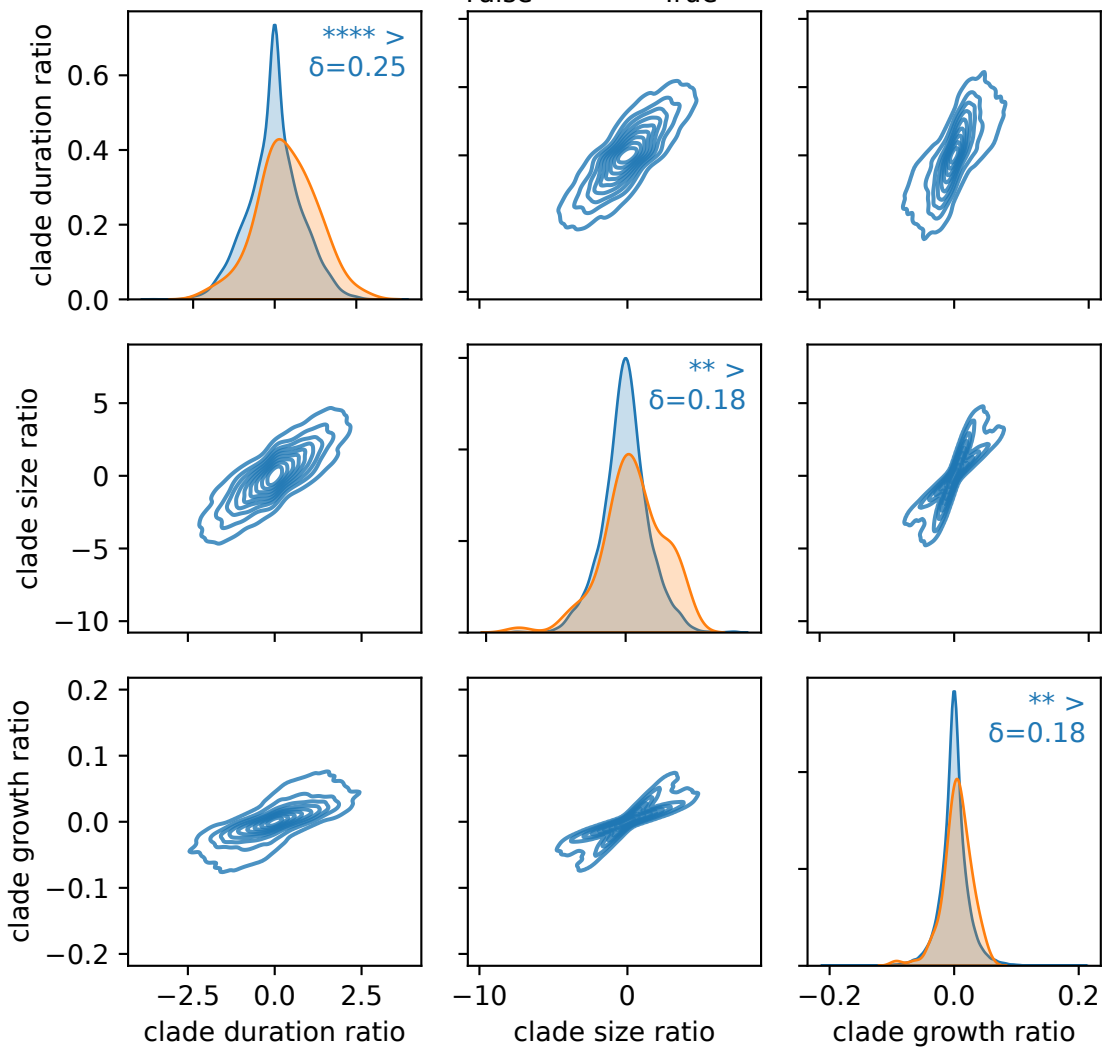 True
clade duration ratio
0.6
0.4
0.2
0.0
**** >
δ=0.25
clade size ratio
5
0
−5
−10
** >
δ=0.18
clade growth ratio
0.2
0.1
0.0
−0.1
−0.2
** >
δ=0.18
−2.5 0.0 2.5
−10 0
−0.2 0.0 0.2
clade duration ratio
clade size ratio
clade growth ratio